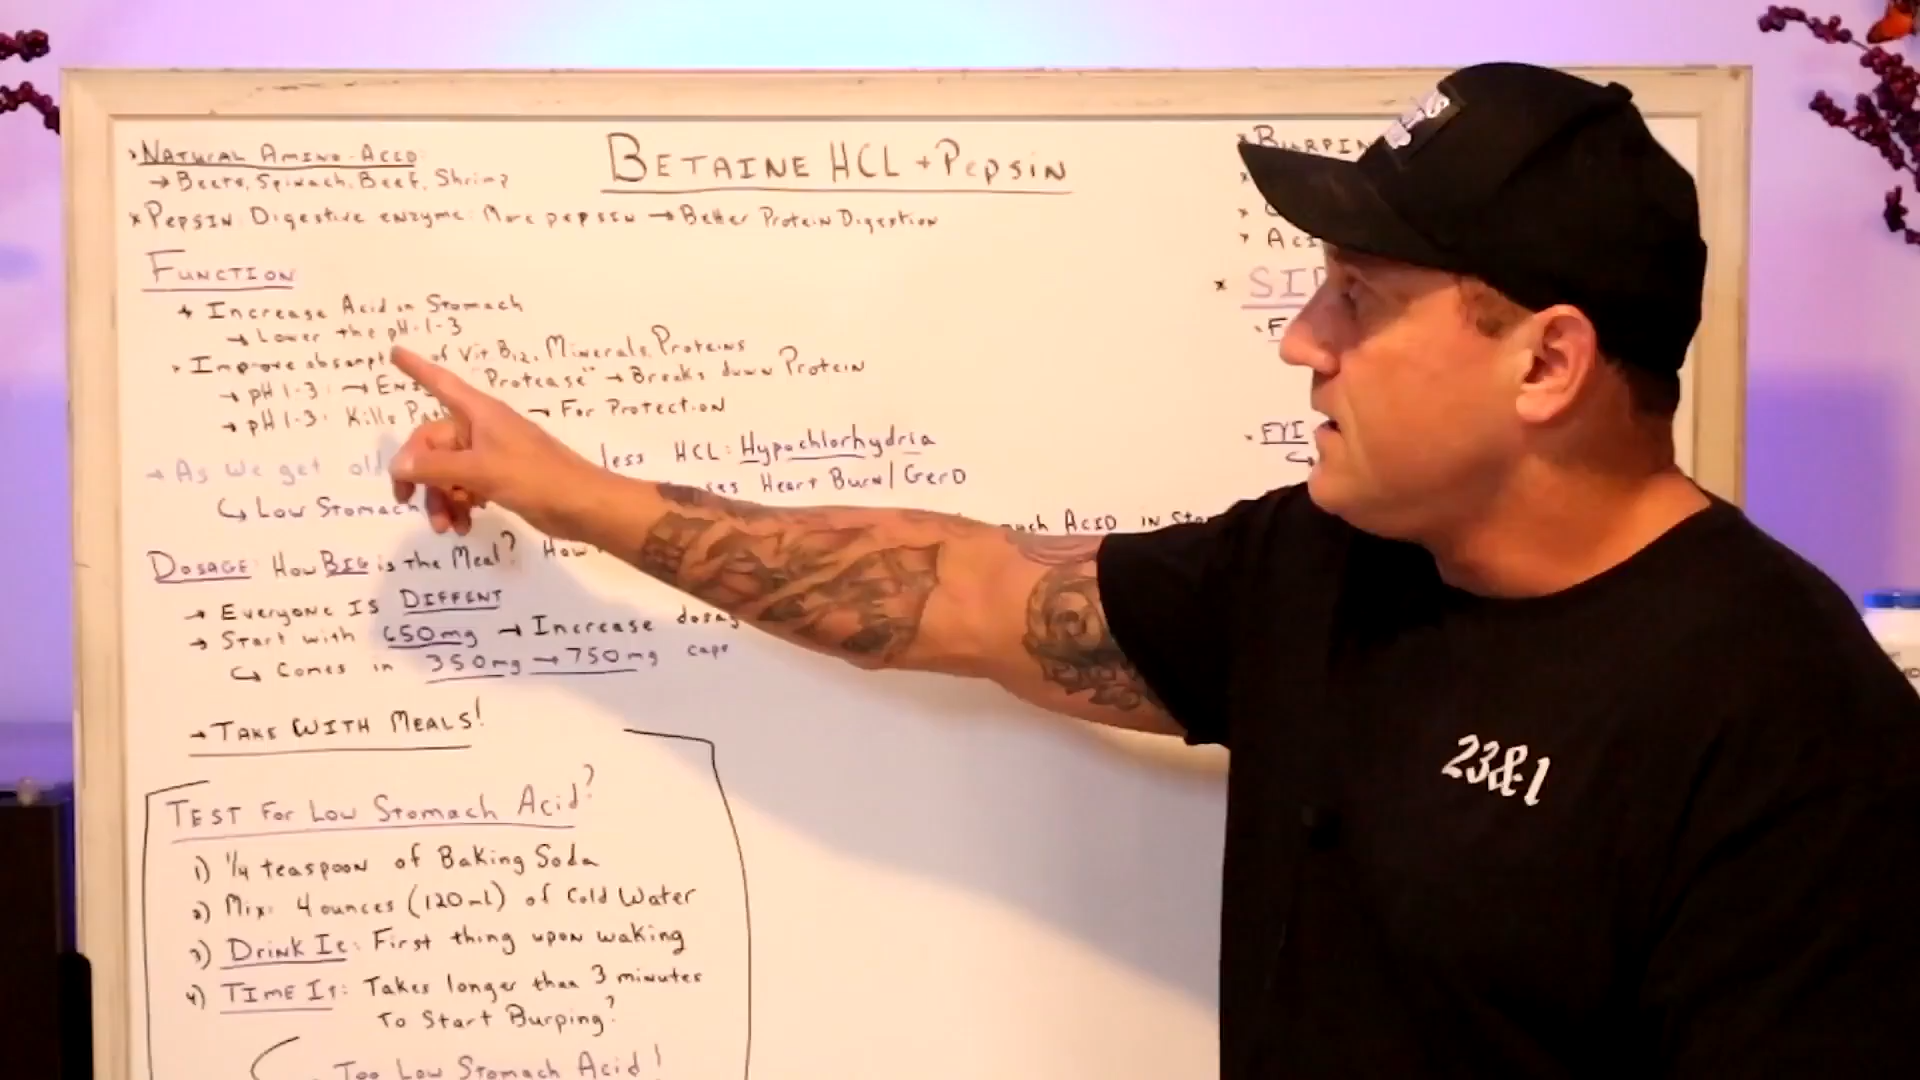 BETAINE HCL + Pepsin
* NATURAL AMINO-ACID:
→ Beets, Spinach, Beef, Shrimp
* PEPSIN: Digestive enzyme: More pepsin → Better Protein Digestion
FUNCTION
* Increase Acid in Stomach
→ Lower the pH: 1-3
* Improve of Vit B12, Minerals, Proteins
→ pH 1-3: → "Protease" → Breaks down Protein
→ pH 1-3: Kills → For Protection
→ As We get less HCL: Hypochlorhydria
↳ Low Stomach Heart Burn/GerD
ACID in
DOSAGE: How BIG is the Meal? How
→ Everyone IS DIFFENT
→ Start with 650mg → Increase
↳ Comes in 350mg → 750mg caps
→ TAKE WITH MEALS!
TEST For Low Stomach Acid?
1) 1/4 teaspoon of Baking Soda
2) Mix: 4 ounces (120ml) of Cold Water
3) Drink It: First thing upon waking
4) TIME IT: Takes longer than 3 minutes
To Start Burping?
Too Low Stomach Acid!
* FYI
23&1